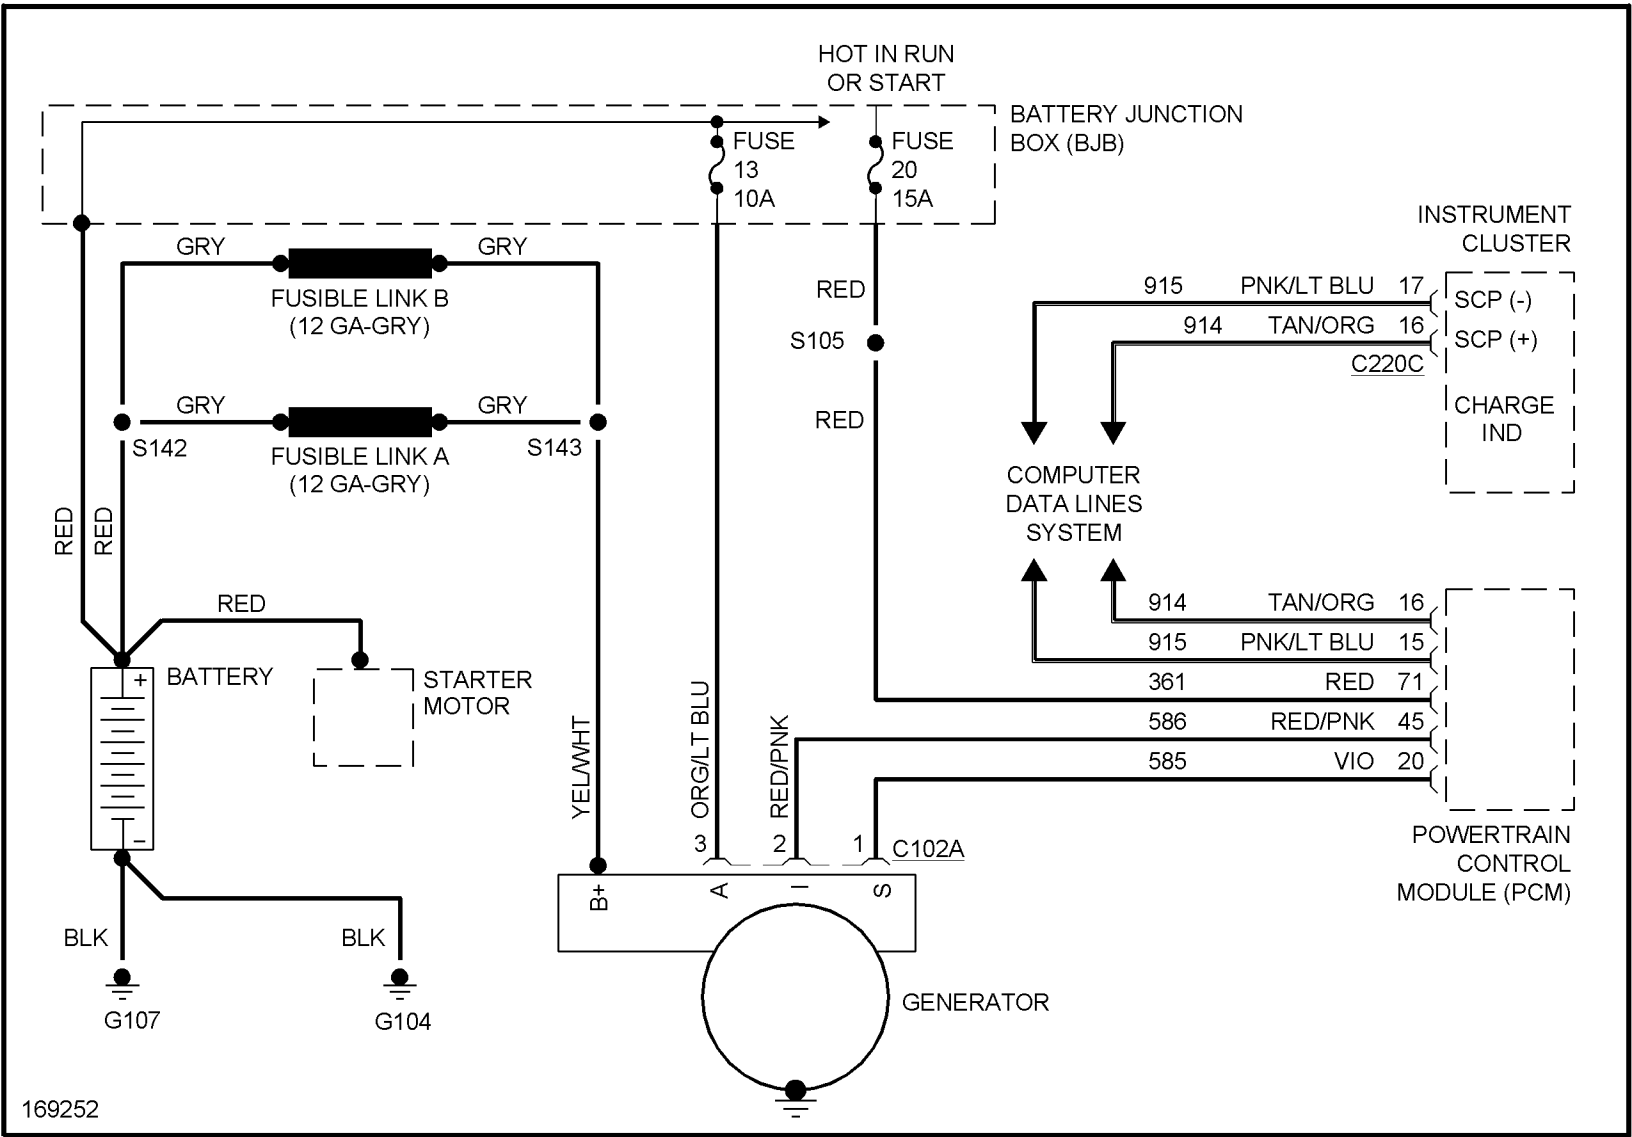 HOT IN RUN
OR START
BATTERY JUNCTION
BOX (BJB)
FUSE
13
10A
FUSE
20
15A
INSTRUMENT
CLUSTER
GRY
GRY
FUSIBLE LINK B
(12 GA-GRY)
RED
S105
RED
915 PNK/LT BLU 17
SCP (-)
914 TAN/ORG 16
SCP (+)
C220C
CHARGE
IND
GRY
GRY
S142
S143
FUSIBLE LINK A
(12 GA-GRY)
COMPUTER
DATA LINES
SYSTEM
RED
RED
RED
BATTERY
+
-
STARTER
MOTOR
914 TAN/ORG 16
915 PNK/LT BLU 15
361 RED 71
586 RED/PNK 45
585 VIO 20
YEL/WHT
ORG/LT BLU
RED/PNK
3
2
1
C102A
POWERTRAIN
CONTROL
MODULE (PCM)
B+
A
I
S
BLK
BLK
G107
G104
GENERATOR
169252